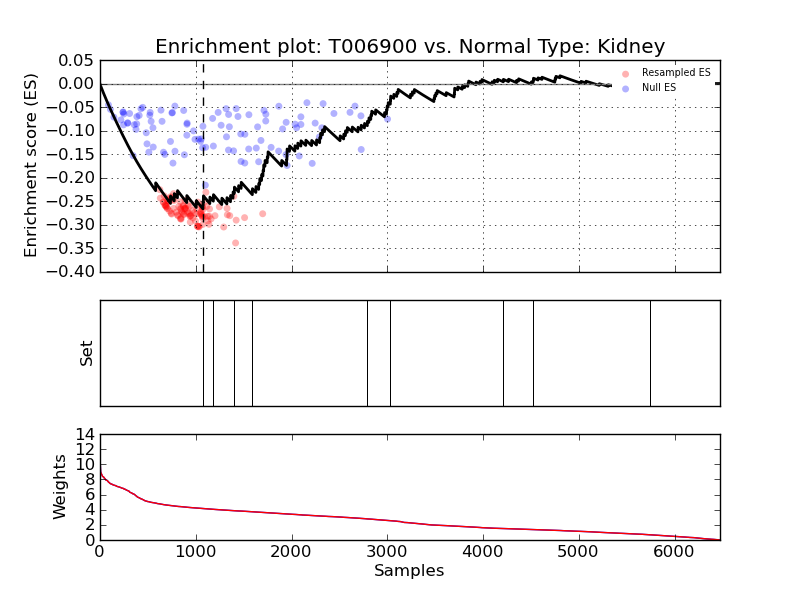 Enrichment plot: T006900 vs. Normal Type: Kidney
0.05
0.00
−0.05
−0.10
−0.15
−0.20
−0.25
−0.30
−0.35
−0.40
Enrichment score (ES)
Resampled ES
Null ES
Set
14
12
10
8
6
4
2
0
Weights
0 1000 2000 3000 4000 5000 6000
Samples